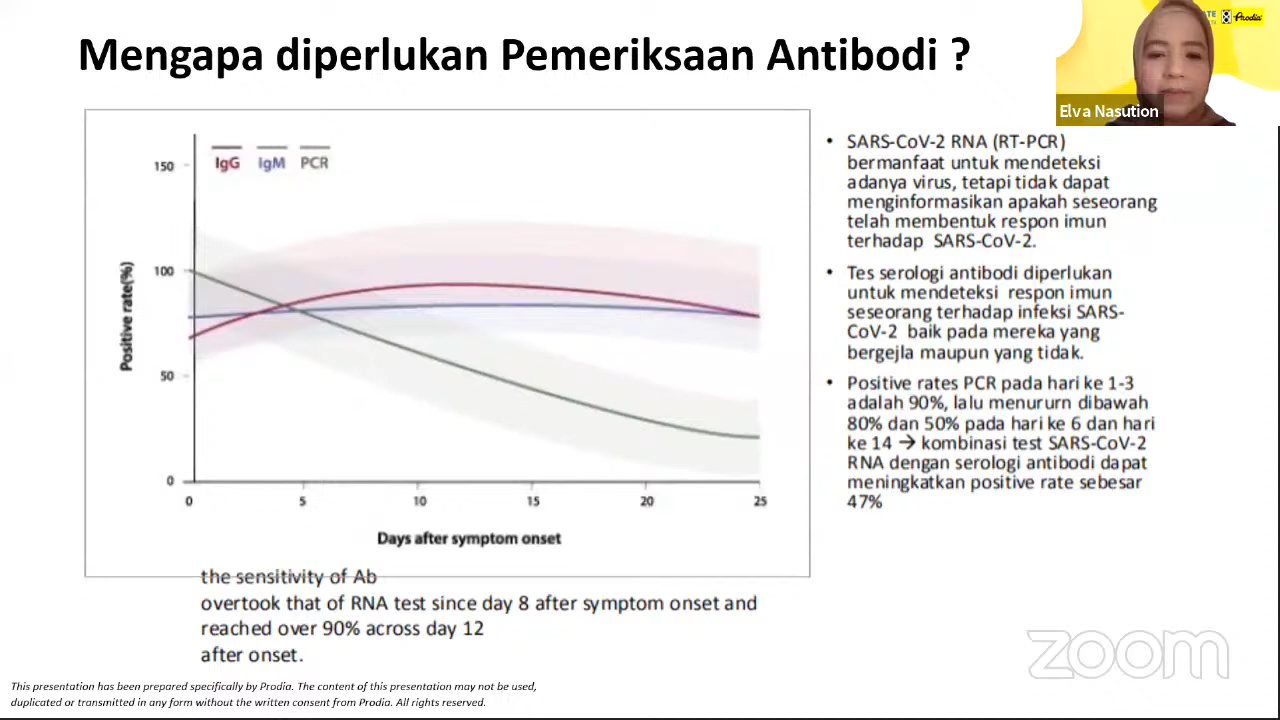 Mengapa diperlukan Pemeriksaan Antibodi ?
Prodia
Elva Nasution
IgG IgM PCR
150
100
50
0
Positive rate(%)
0 5 10 15 20 25
Days after symptom onset
the sensitivity of Ab
overtook that of RNA test since day 8 after symptom onset and
reached over 90% across day 12
after onset.
• SARS-CoV-2 RNA (RT-PCR)
bermanfaat untuk mendeteksi
adanya virus, tetapi tidak dapat
menginformasikan apakah seseorang
telah membentuk respon imun
terhadap SARS-CoV-2.
• Tes serologi antibodi diperlukan
untuk mendeteksi respon imun
seseorang terhadap infeksi SARS-
CoV-2 baik pada mereka yang
bergejla maupun yang tidak.
• Positive rates PCR pada hari ke 1-3
adalah 90%, lalu menururn dibawah
80% dan 50% pada hari ke 6 dan hari
ke 14 → kombinasi test SARS-CoV-2
RNA dengan serologi antibodi dapat
meningkatkan positive rate sebesar
47%
zoom
This presentation has been prepared specifically by Prodia. The content of this presentation may not be used,
duplicated or transmitted in any form without the written consent from Prodia. All rights reserved.